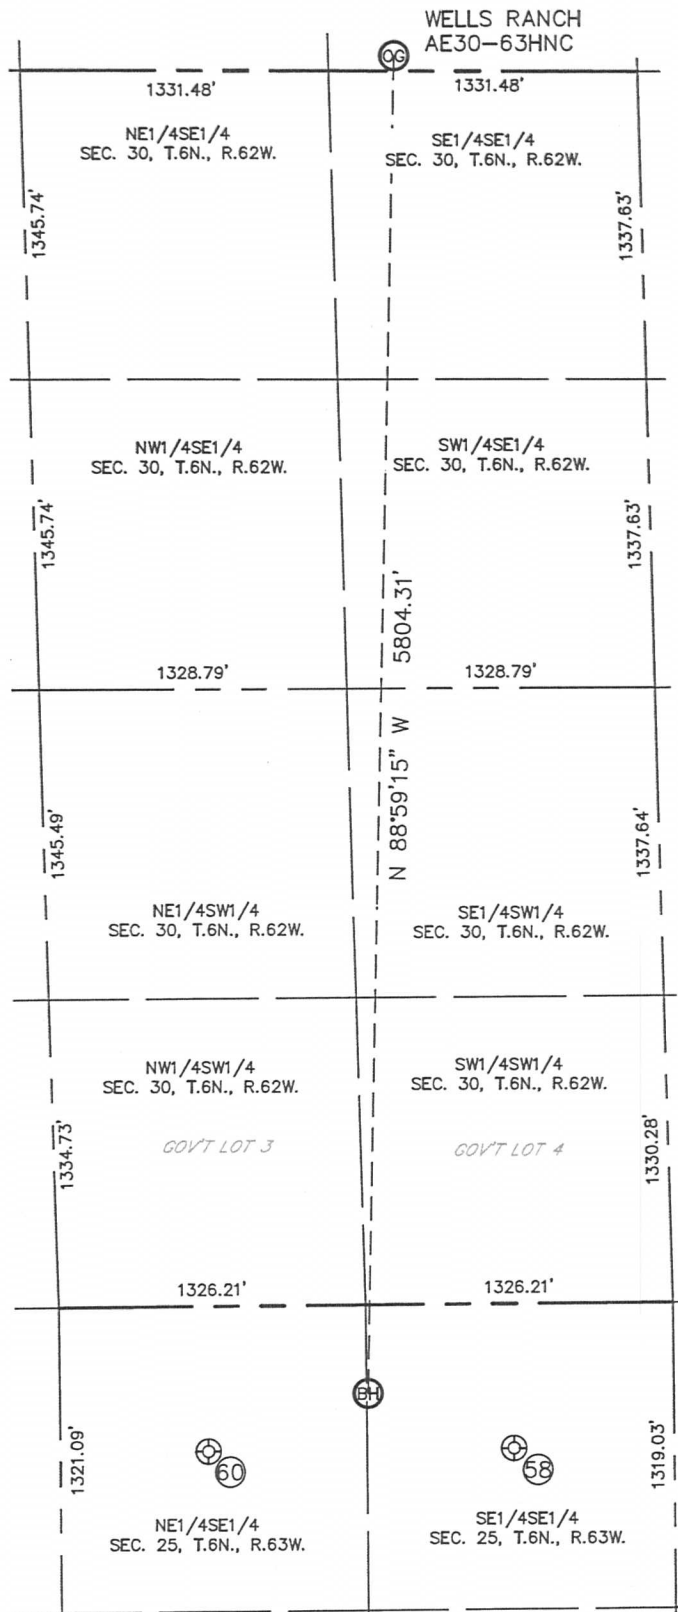 WELLS RANCH
AE30-63HNC
OG
1331.48'
1331.48'
NE1/4SE1/4
SEC. 30, T.6N., R.62W.
SE1/4SE1/4
SEC. 30, T.6N., R.62W.
1345.74'
1337.63'
NW1/4SE1/4
SEC. 30, T.6N., R.62W.
SW1/4SE1/4
SEC. 30, T.6N., R.62W.
1345.74'
1337.63'
N 88°59'15" W 5804.31'
1328.79'
1328.79'
1345.49'
1337.64'
NE1/4SW1/4
SEC. 30, T.6N., R.62W.
SE1/4SW1/4
SEC. 30, T.6N., R.62W.
NW1/4SW1/4
SEC. 30, T.6N., R.62W.
SW1/4SW1/4
SEC. 30, T.6N., R.62W.
GOV'T LOT 3
GOV'T LOT 4
1334.73'
1330.28'
1326.21'
1326.21'
BH
1321.09'
1319.03'
60
58
NE1/4SE1/4
SEC. 25, T.6N., R.63W.
SE1/4SE1/4
SEC. 25, T.6N., R.63W.